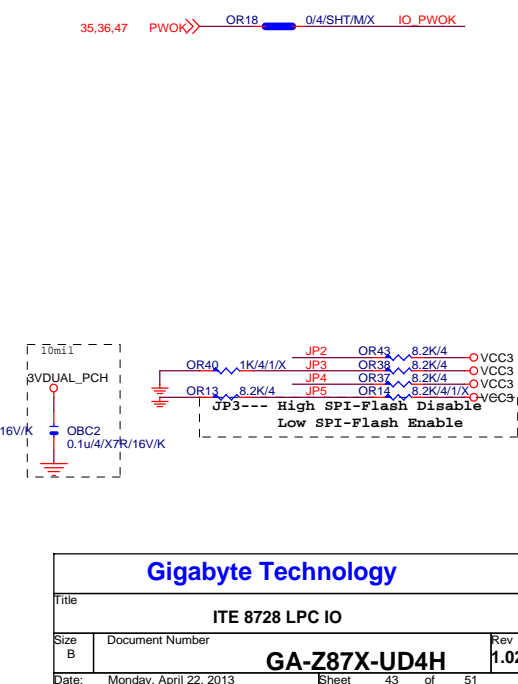 35,36,47 PWOK OR18 0/4/SHT/M/X IO_PWOK
10mil
3VDUAL_PCH
16V/K OBC2
0.1u/4/X7R/16V/K
JP2 OR43 8.2K/4 VCC3
OR40 1K/4/1/X JP3 OR38 8.2K/4 VCC3
JP4 OR37 8.2K/4 VCC3
OR13 8.2K/4 JP5 OR14 8.2K/4/1/X VCC3
JP3--- High SPI-Flash Disable
Low SPI-Flash Enable
Gigabyte Technology
Title
ITE 8728 LPC IO
Size Document Number Rev
B GA-Z87X-UD4H 1.02
Date: Monday, April 22, 2013 Sheet 43 of 51